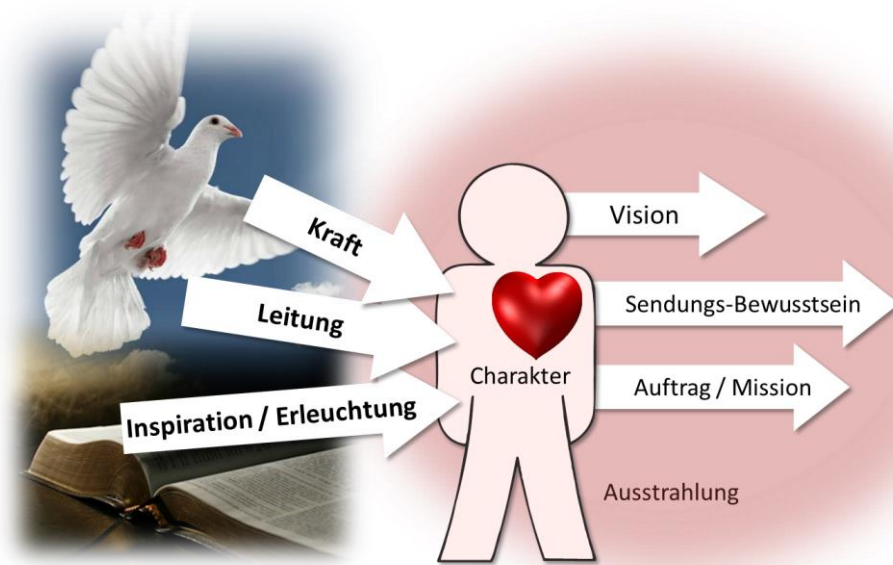 Kraft
Leitung
Inspiration / Erleuchtung
Charakter
Vision
Sendungs-Bewusstsein
Auftrag / Mission
Ausstrahlung